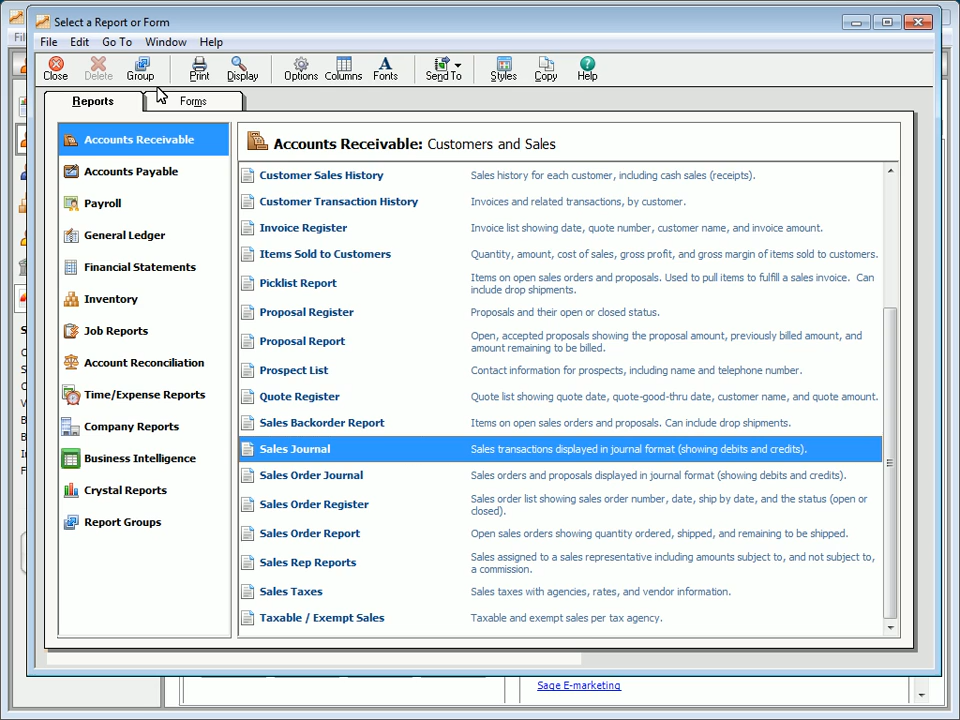 Select a Report or Form
File Edit Go To Window Help
Close Delete Group Print Display Options Columns Fonts Send To Styles Copy Help
Reports Forms
Accounts Receivable
Accounts Payable
Payroll
General Ledger
Financial Statements
Inventory
Job Reports
Account Reconciliation
Time/Expense Reports
Company Reports
Business Intelligence
Crystal Reports
Report Groups
Accounts Receivable: Customers and Sales
Customer Sales History Sales history for each customer, including cash sales (receipts).
Customer Transaction History Invoices and related transactions, by customer.
Invoice Register Invoice list showing date, quote number, customer name, and invoice amount.
Items Sold to Customers Quantity, amount, cost of sales, gross profit, and gross margin of items sold to customers.
Picklist Report Items on open sales orders and proposals. Used to pull items to fulfill a sales invoice. Can
include drop shipments.
Proposal Register Proposals and their open or closed status.
Proposal Report Open, accepted proposals showing the proposal amount, previously billed amount, and
amount remaining to be billed.
Prospect List Contact information for prospects, including name and telephone number.
Quote Register Quote list showing quote date, quote-good-thru date, customer name, and quote amount.
Sales Backorder Report Items on open sales orders and proposals. Can include drop shipments.
Sales Journal Sales transactions displayed in journal format (showing debits and credits).
Sales Order Journal Sales orders and proposals displayed in journal format (showing debits and credits).
Sales Order Register Sales order list showing sales order number, date, ship by date, and the status (open or
closed).
Sales Order Report Open sales orders showing quantity ordered, shipped, and remaining to be shipped.
Sales Rep Reports Sales assigned to a sales representative including amounts subject to, and not subject to,
a commission.
Sales Taxes Sales taxes with agencies, rates, and vendor information.
Taxable / Exempt Sales Taxable and exempt sales per tax agency.
Sage E-marketing